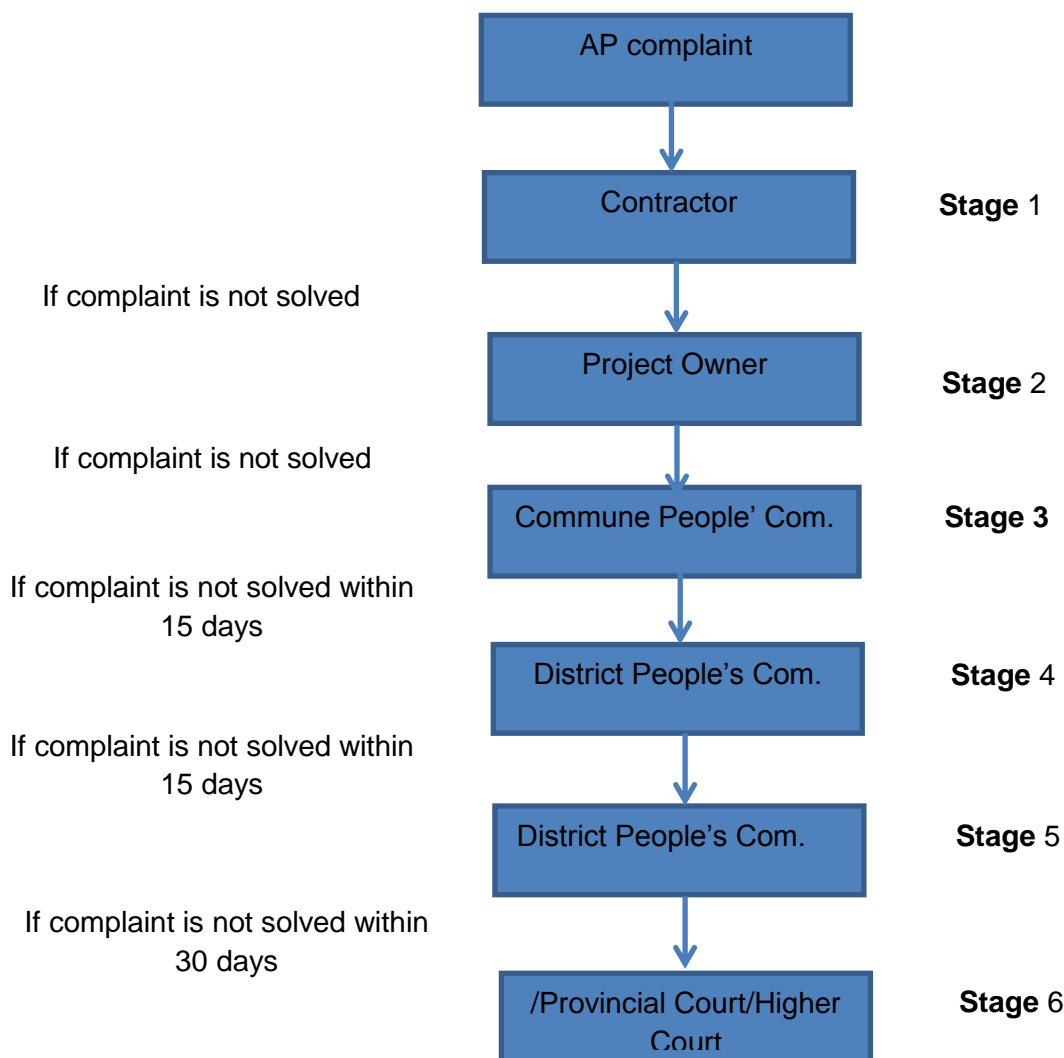 AP complaint
Contractor
Stage 1
If complaint is not solved
Project Owner
Stage 2
If complaint is not solved
Commune People’ Com.
Stage 3
If complaint is not solved within
15 days
District People’s Com.
Stage 4
If complaint is not solved within
15 days
District People’s Com.
Stage 5
If complaint is not solved within
30 days
/Provincial Court/Higher
Court
Stage 6